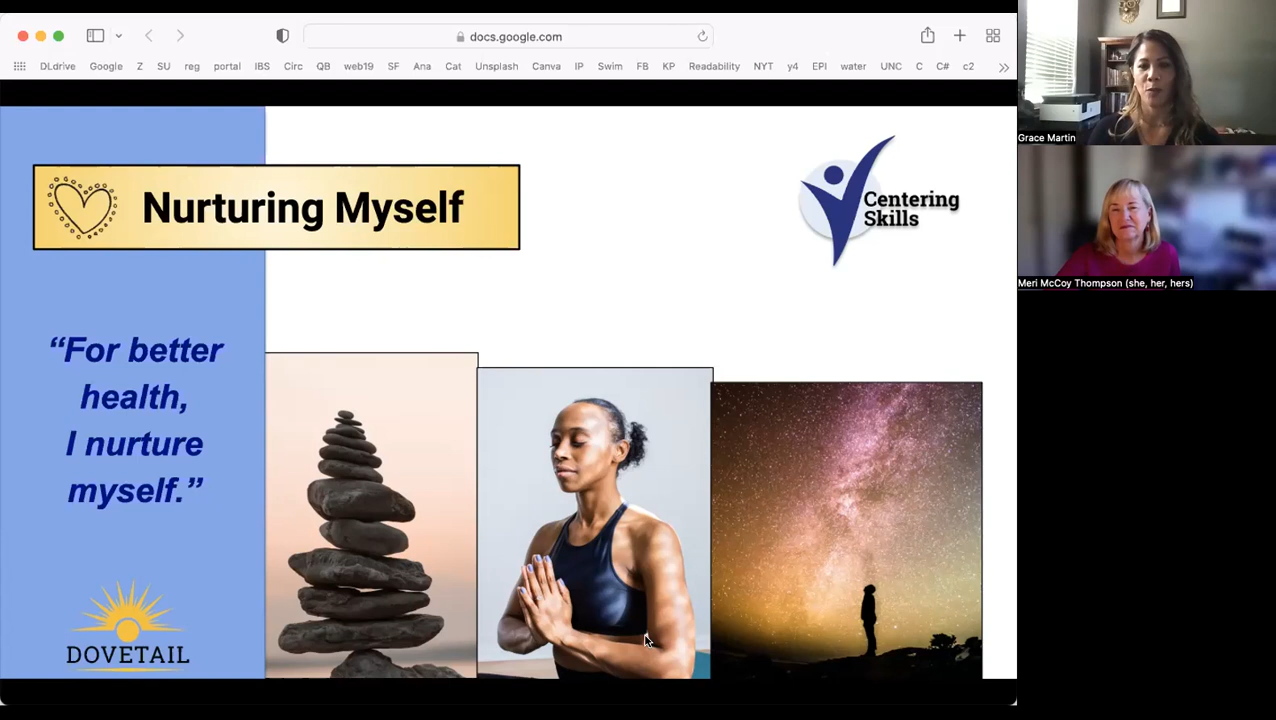 docs.google.com
DLdrive Google Z SU reg portal IBS Circ QU web5 SF Ana Cat Unsplash Canva IP Swim FB KP Readability NYT y4 EPI water UNC C C# c2
Nurturing Myself
Centering
Skills
“For better
health,
I nurture
myself.”
DOVETAIL
Grace Martin
Meri McCoy Thompson (she, her, hers)